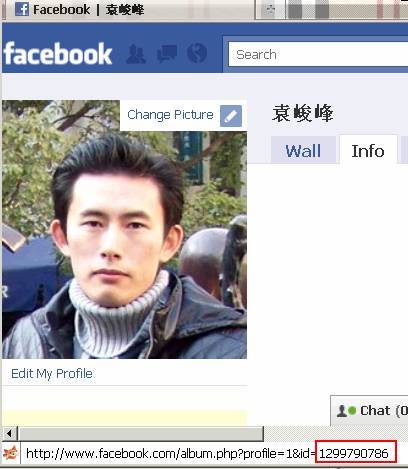 Facebook | 袁峻峰
facebook
Search
Change Picture
袁峻峰
Wall Info
Edit My Profile
Chat (0
http://www.facebook.com/album.php?profile=1&id=1299790786